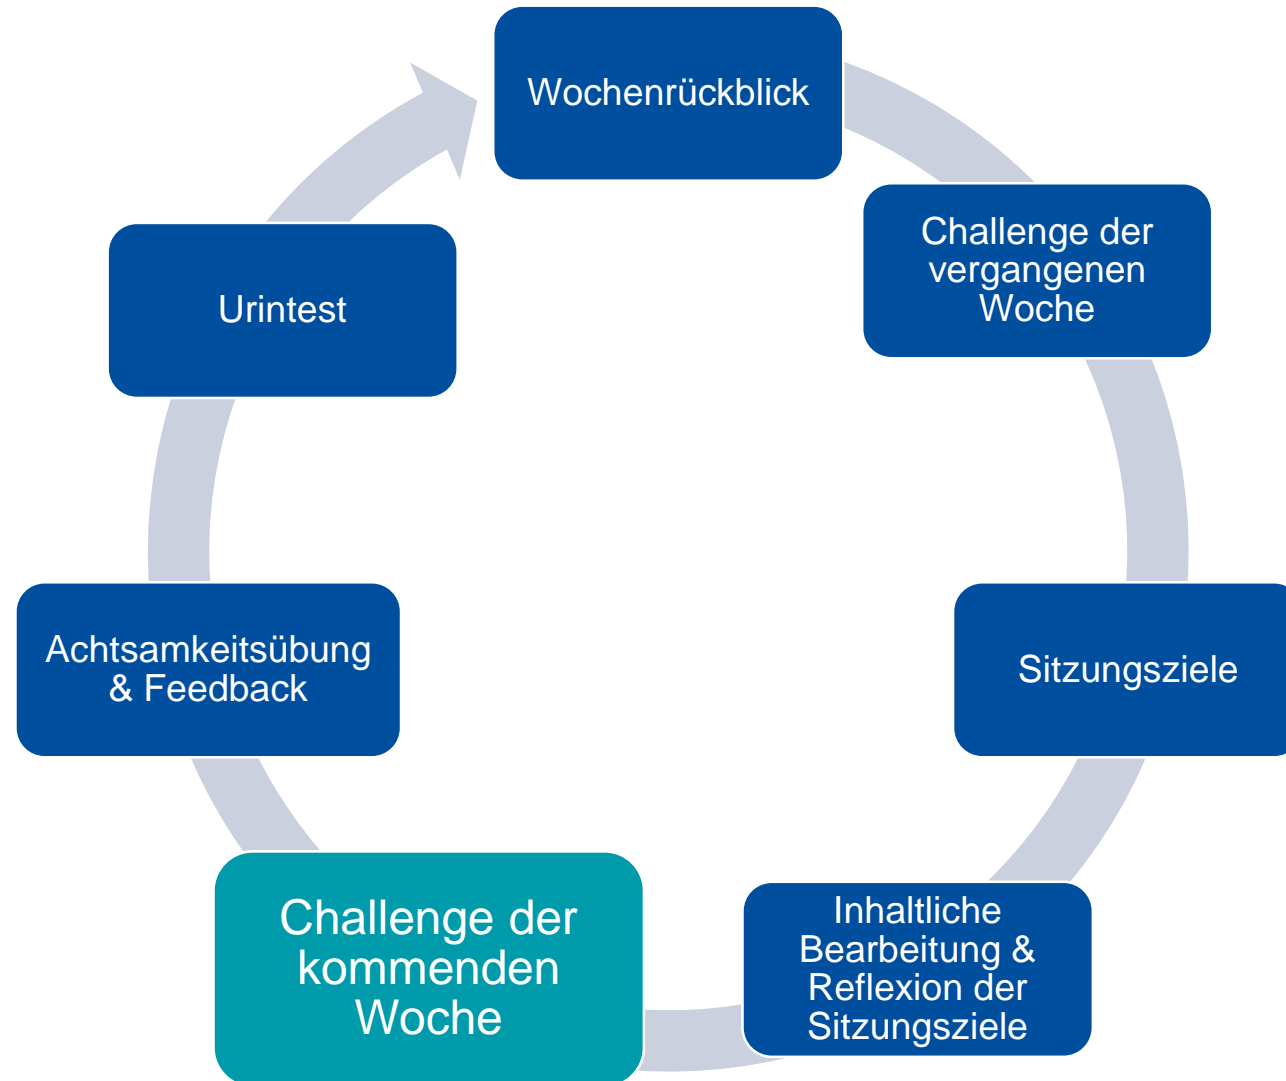 Wochenrückblick
Challenge der
vergangenen
Woche
Sitzungsziele
Inhaltliche
Bearbeitung &
Reflexion der
Sitzungsziele
Challenge der
kommenden
Woche
Achtsamkeitsübung
& Feedback
Urintest